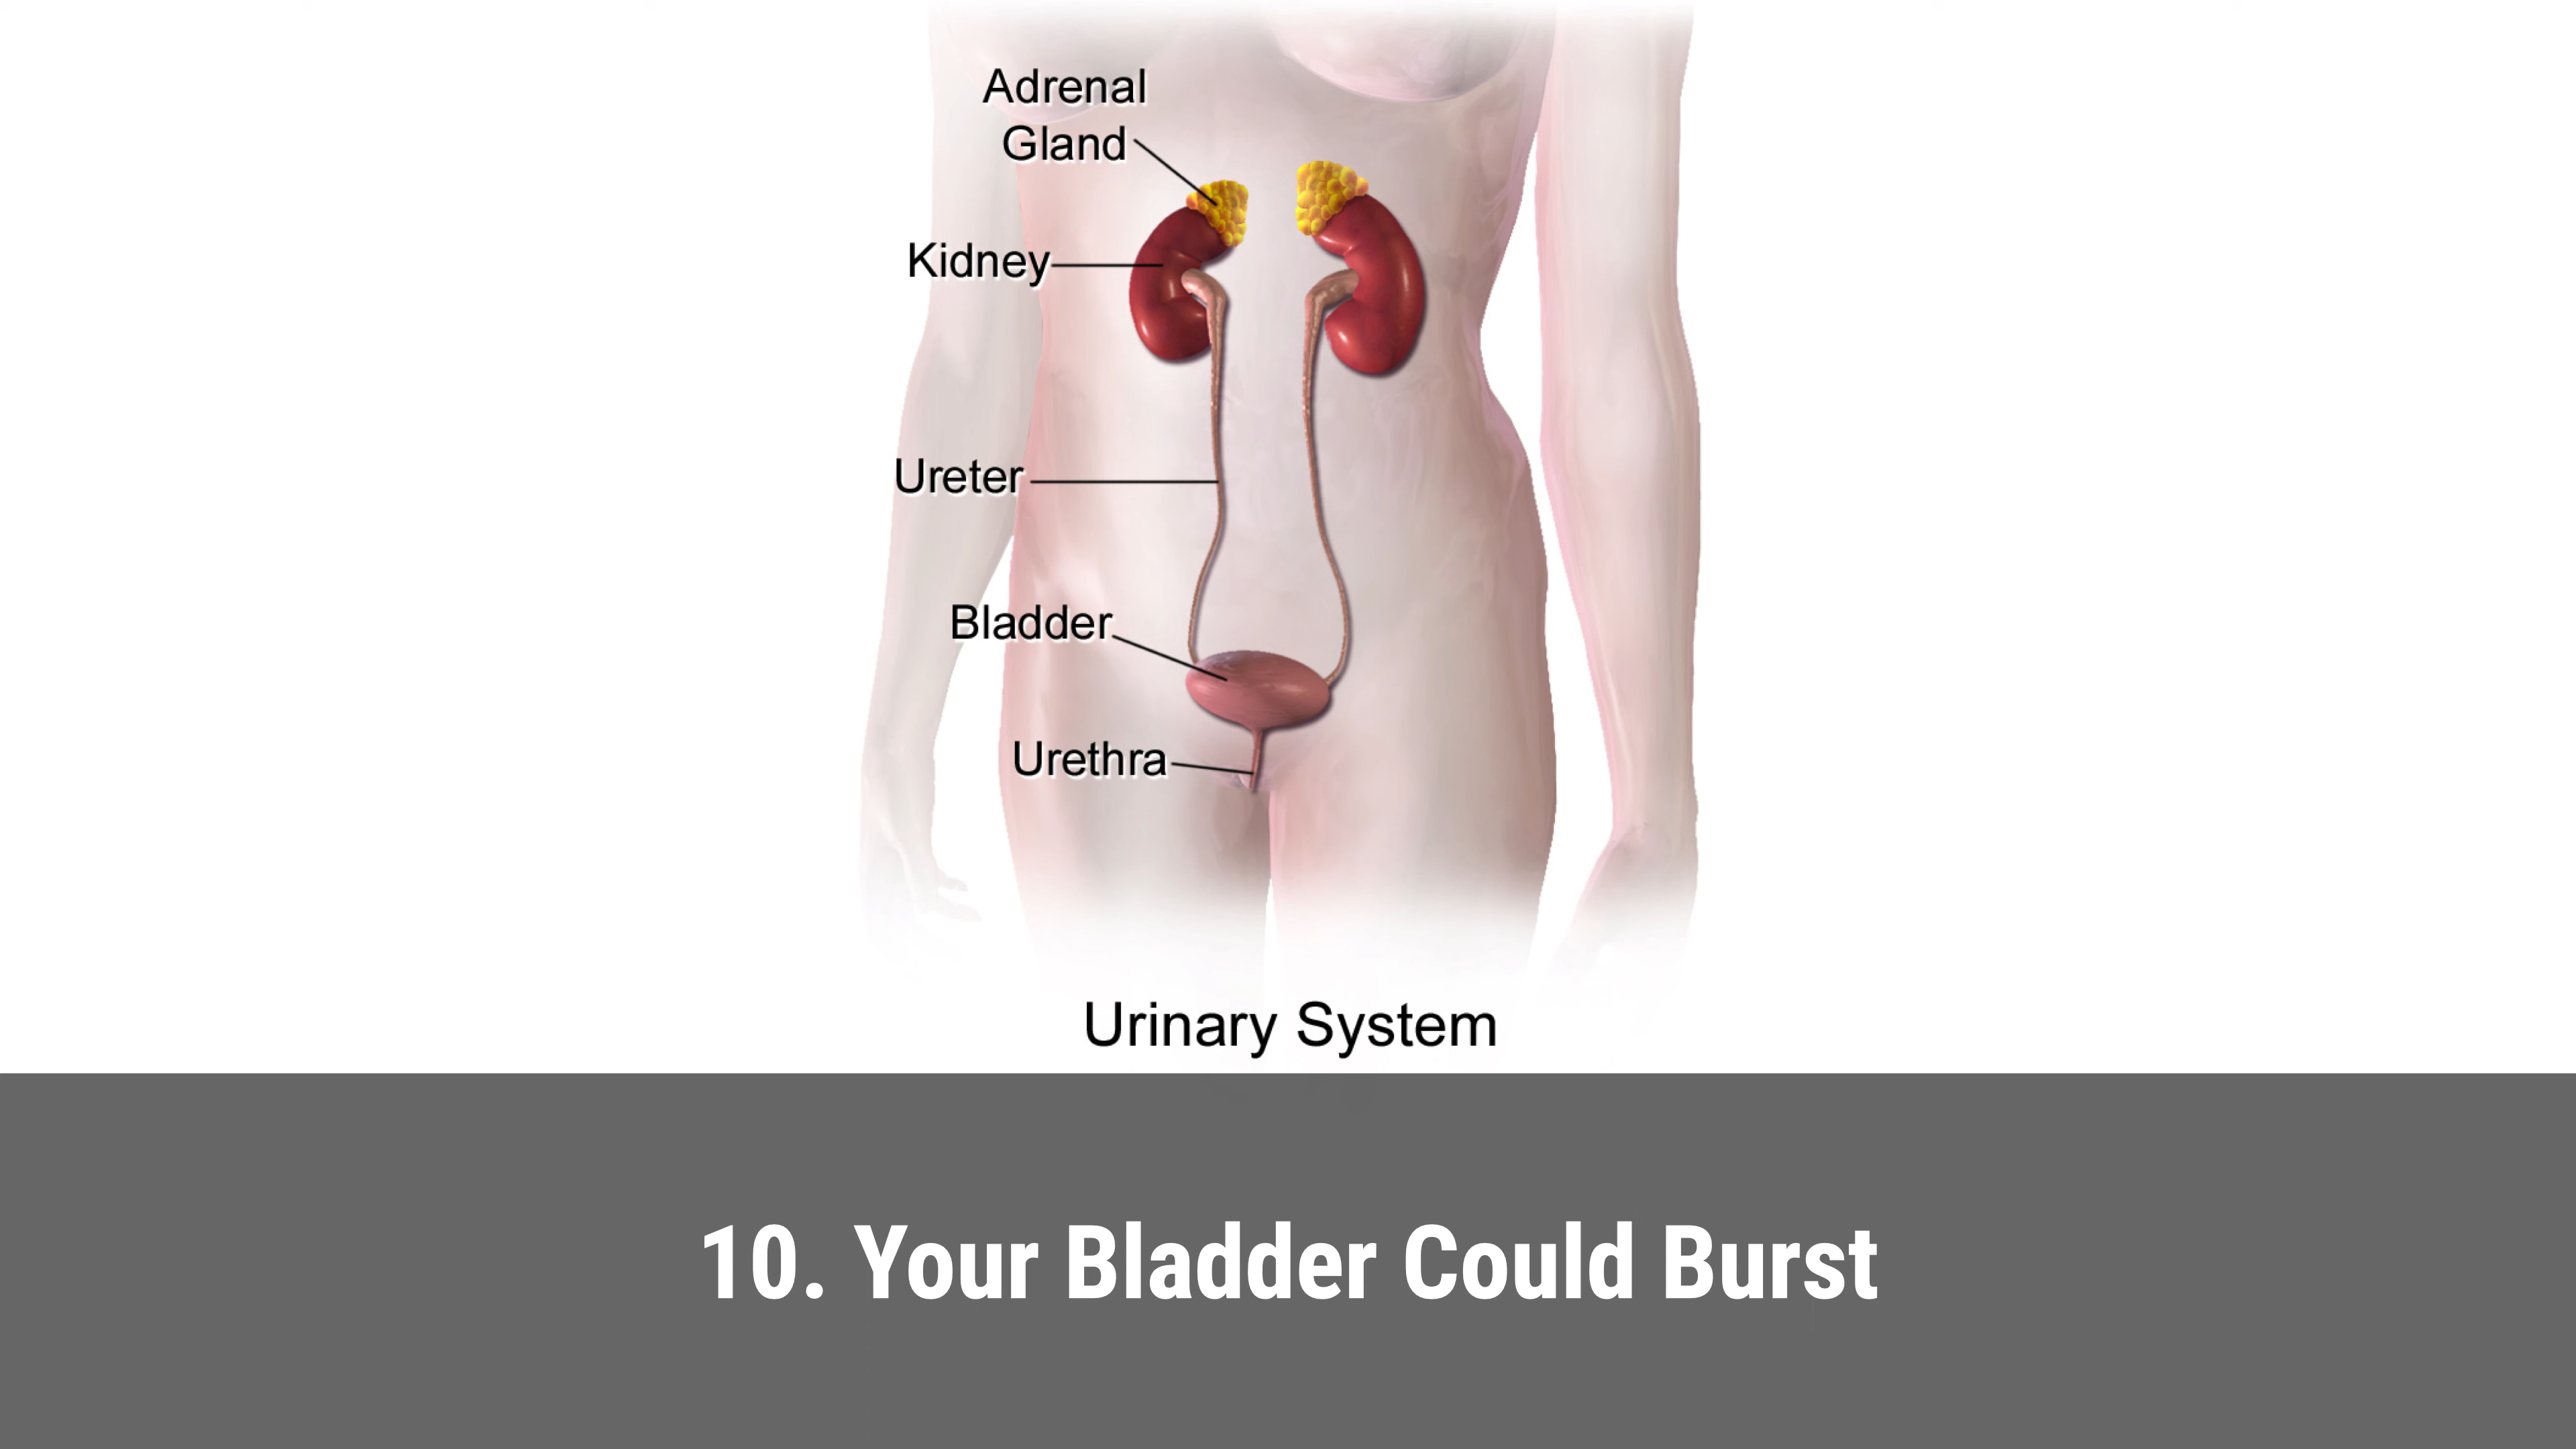 Adrenal
Gland
Kidney
Ureter
Bladder
Urethra
Urinary System
10. Your Bladder Could Burst